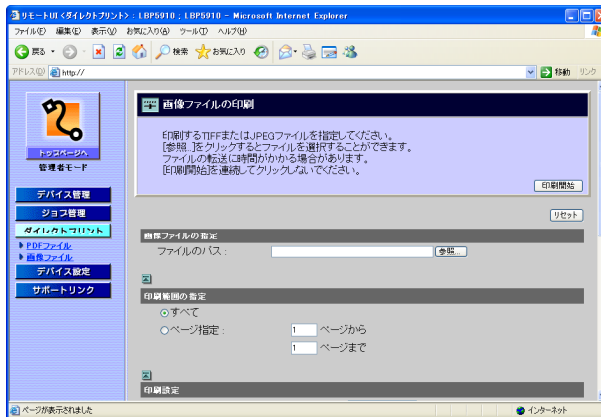 リモートUI <ダイレクトプリント> : LBP5910 ; LBP5910 - Microsoft Internet Explorer
ファイル(F) 編集(E) 表示(V) お気に入り(A) ツール(T) ヘルプ(H)
戻る 検索 お気に入り
アドレス(D) http:// 移動 リンク
トップページへ
管理者モード
デバイス管理
ジョブ管理
ダイレクトプリント
PDFファイル
画像ファイル
デバイス設定
サポートリンク
画像ファイルの印刷
印刷するTIFFまたはJPEGファイルを指定してください。
[参照...]をクリックするとファイルを選択することができます。
ファイルの転送に時間がかかる場合があります。
[印刷開始]を連続してクリックしないでください。
印刷開始
リセット
画像ファイルの指定
ファイルのパス : 参照...
印刷範囲の指定
すべて
ページ指定 : 1 ページから
1 ページまで
印刷設定
ページが表示されました インターネット